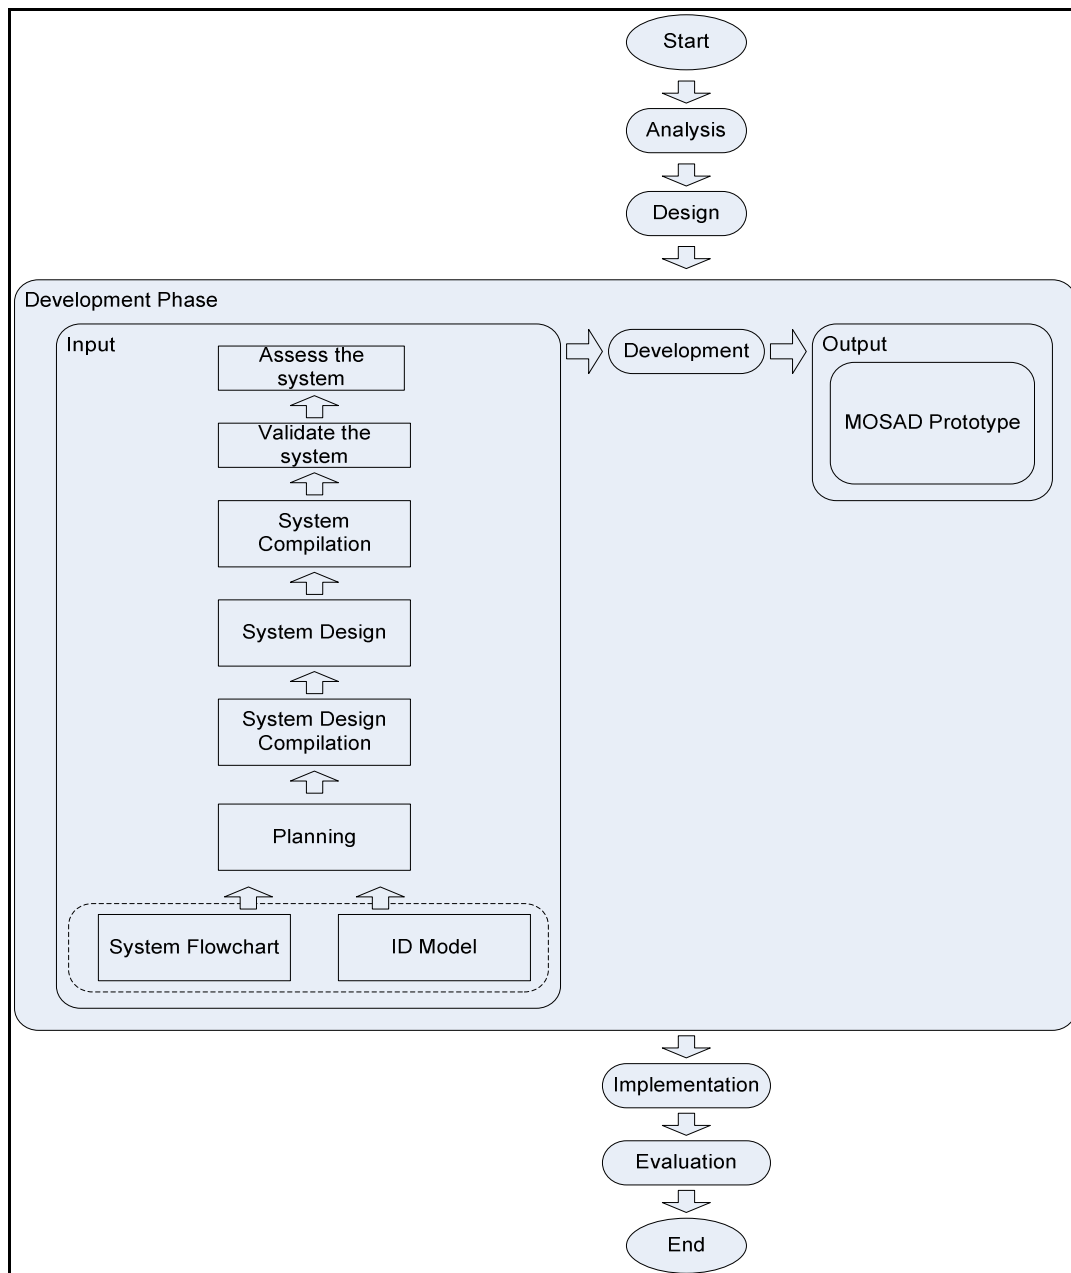 Start
Analysis
Design
Development Phase
Input
Assess the
system
Validate the
system
System
Compilation
System Design
System Design
Compilation
Planning
System Flowchart
ID Model
Development
Output
MOSAD Prototype
Implementation
Evaluation
End